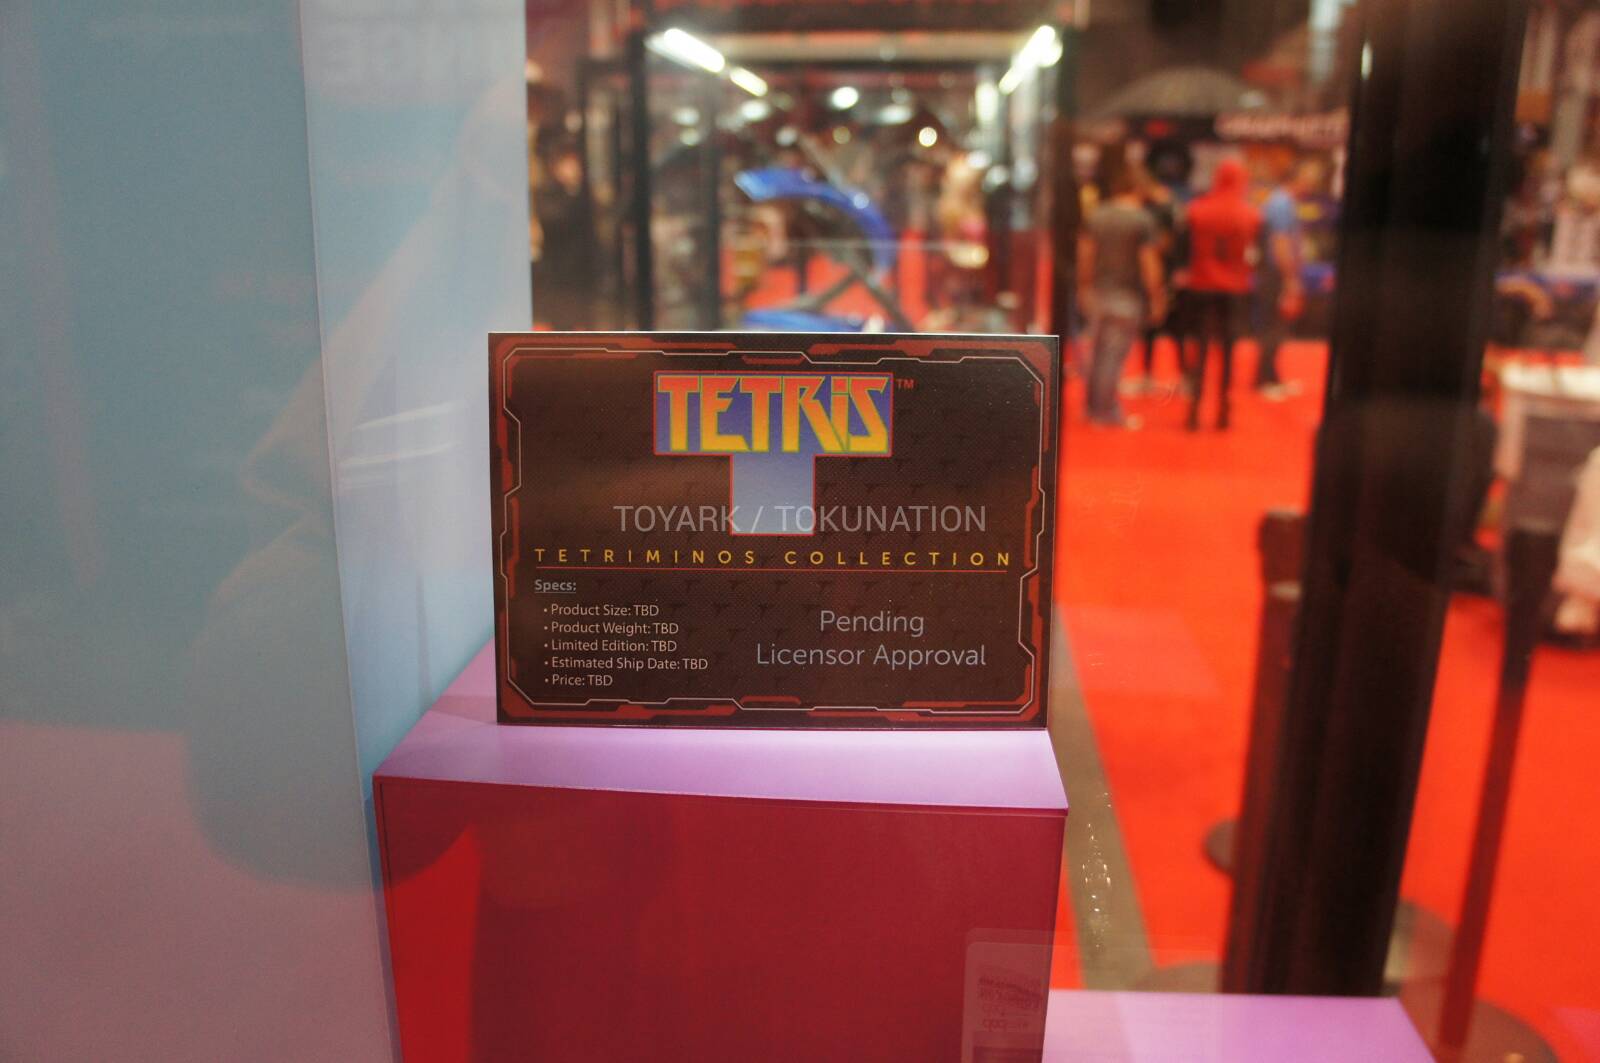 TETRIS™
TOYARK / TOKUNATION
TETRIMINOS COLLECTION
Specs:
• Product Size: TBD
• Product Weight: TBD
• Limited Edition: TBD
• Estimated Ship Date: TBD
• Price: TBD
Pending
Licensor Approval